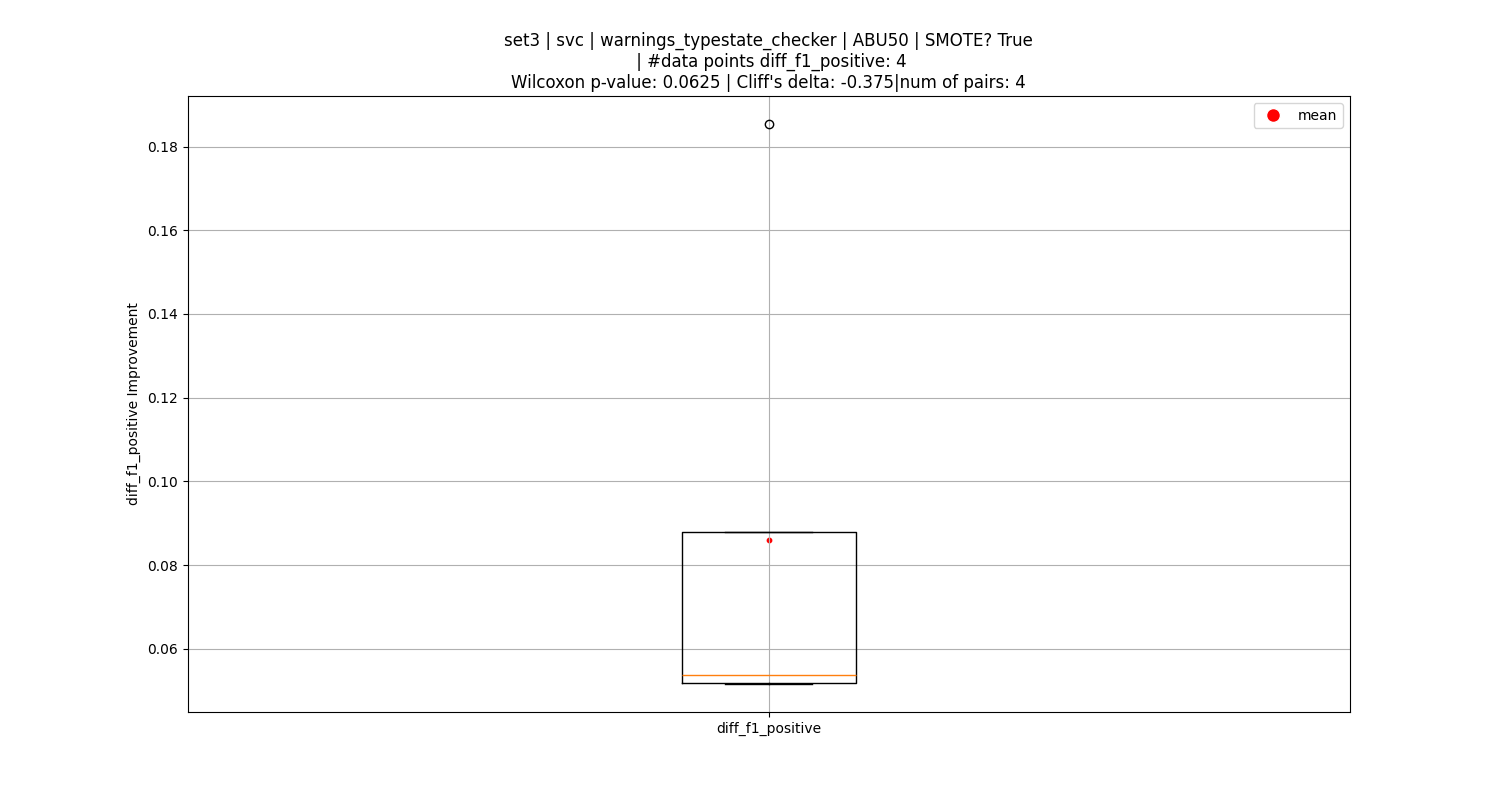 set3 | svc | warnings_typestate_checker | ABU50 | SMOTE? True
| #data points diff_f1_positive: 4
Wilcoxon p-value: 0.0625 | Cliff's delta: -0.375|num of pairs: 4
mean
0.18
0.16
0.14
0.12
0.10
0.08
0.06
diff_f1_positive Improvement
diff_f1_positive